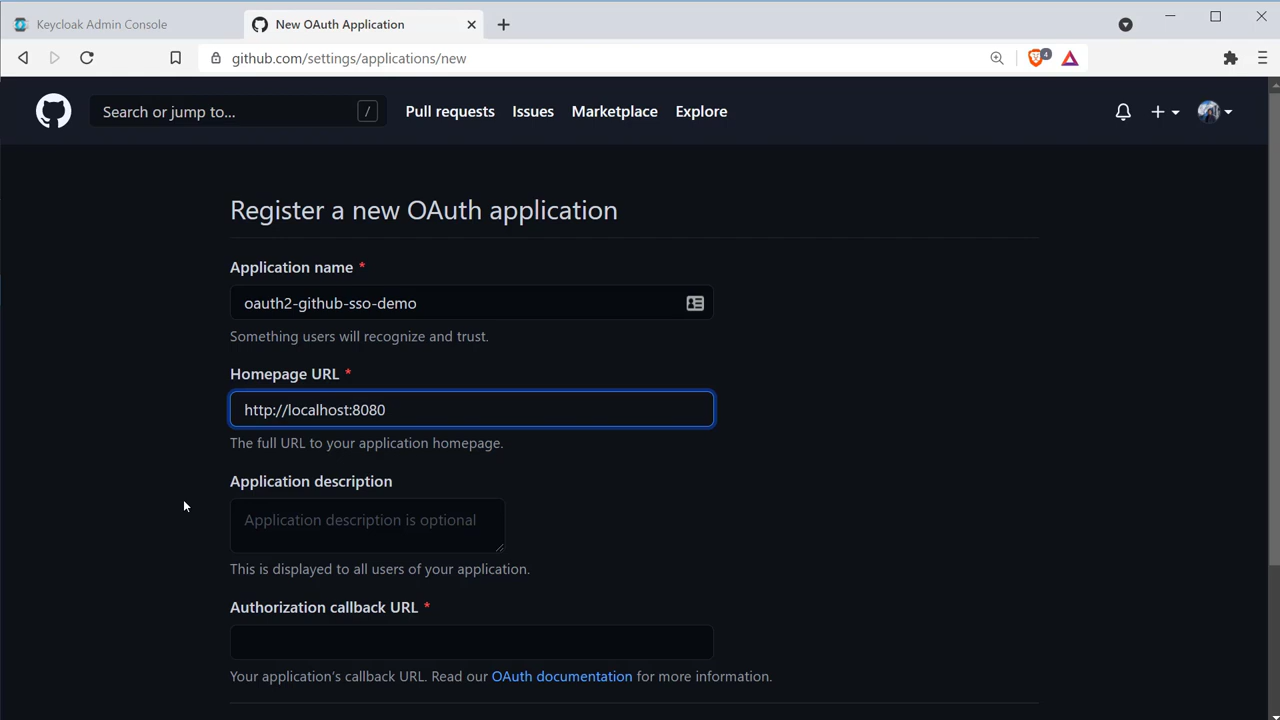 Keycloak Admin Console
New OAuth Application
github.com/settings/applications/new
4
Search or jump to...
/
Pull requests
Issues
Marketplace
Explore
Register a new OAuth application
Application name *
oauth2-github-sso-demo
Something users will recognize and trust.
Homepage URL *
http://localhost:8080
The full URL to your application homepage.
Application description
Application description is optional
This is displayed to all users of your application.
Authorization callback URL *
Your application's callback URL. Read our OAuth documentation for more information.